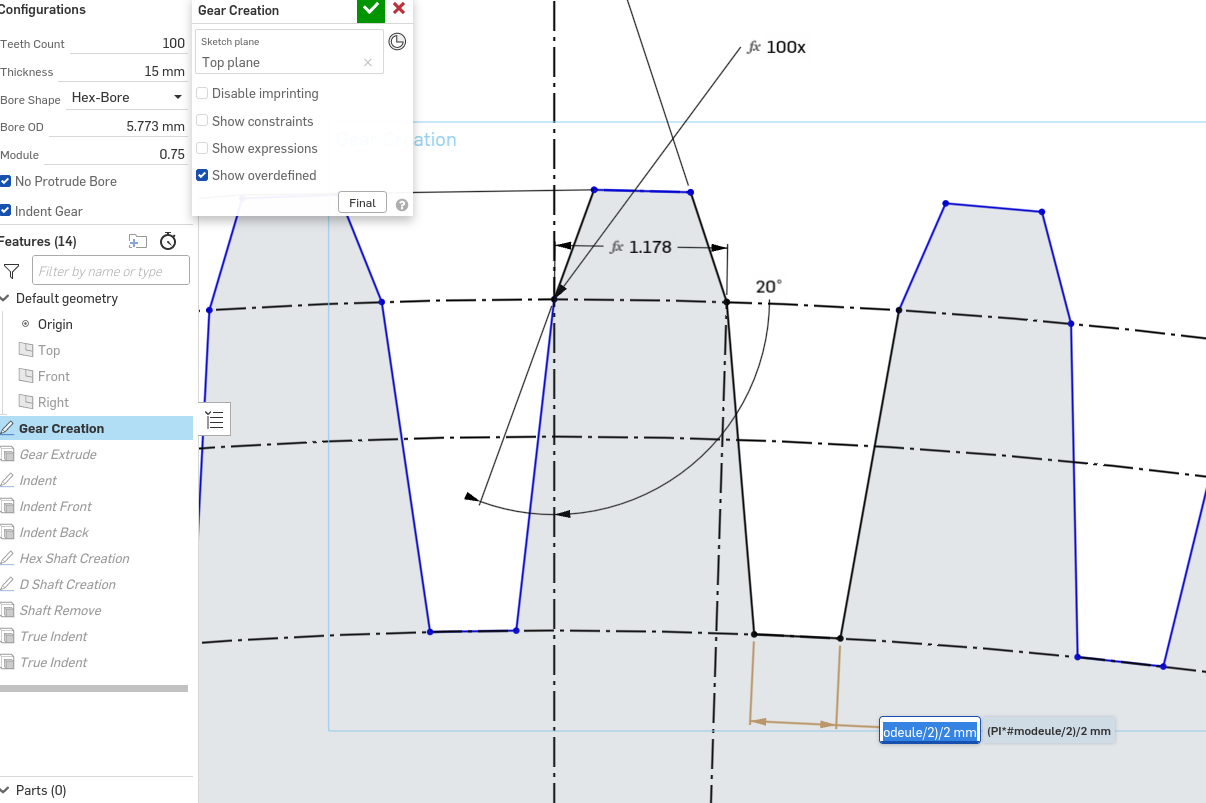 Configurations
Teeth Count 100
Thickness 15 mm
Bore Shape Hex-Bore
Bore OD 5.773 mm
Module 0.75
No Protrude Bore
Indent Gear
Features (14)
Filter by name or type
Default geometry
Origin
Top
Front
Right
Gear Creation
Gear Extrude
Indent
Indent Front
Indent Back
Hex Shaft Creation
D Shaft Creation
Shaft Remove
True Indent
True Indent
Parts (0)
Gear Creation
Sketch plane
Top plane
Disable imprinting
Show constraints
Show expressions
Show overdefined
Final
?
fx 100x
fx 1.178
20°
odeule/2)/2 mm (PI*#modeule/2)/2 mm